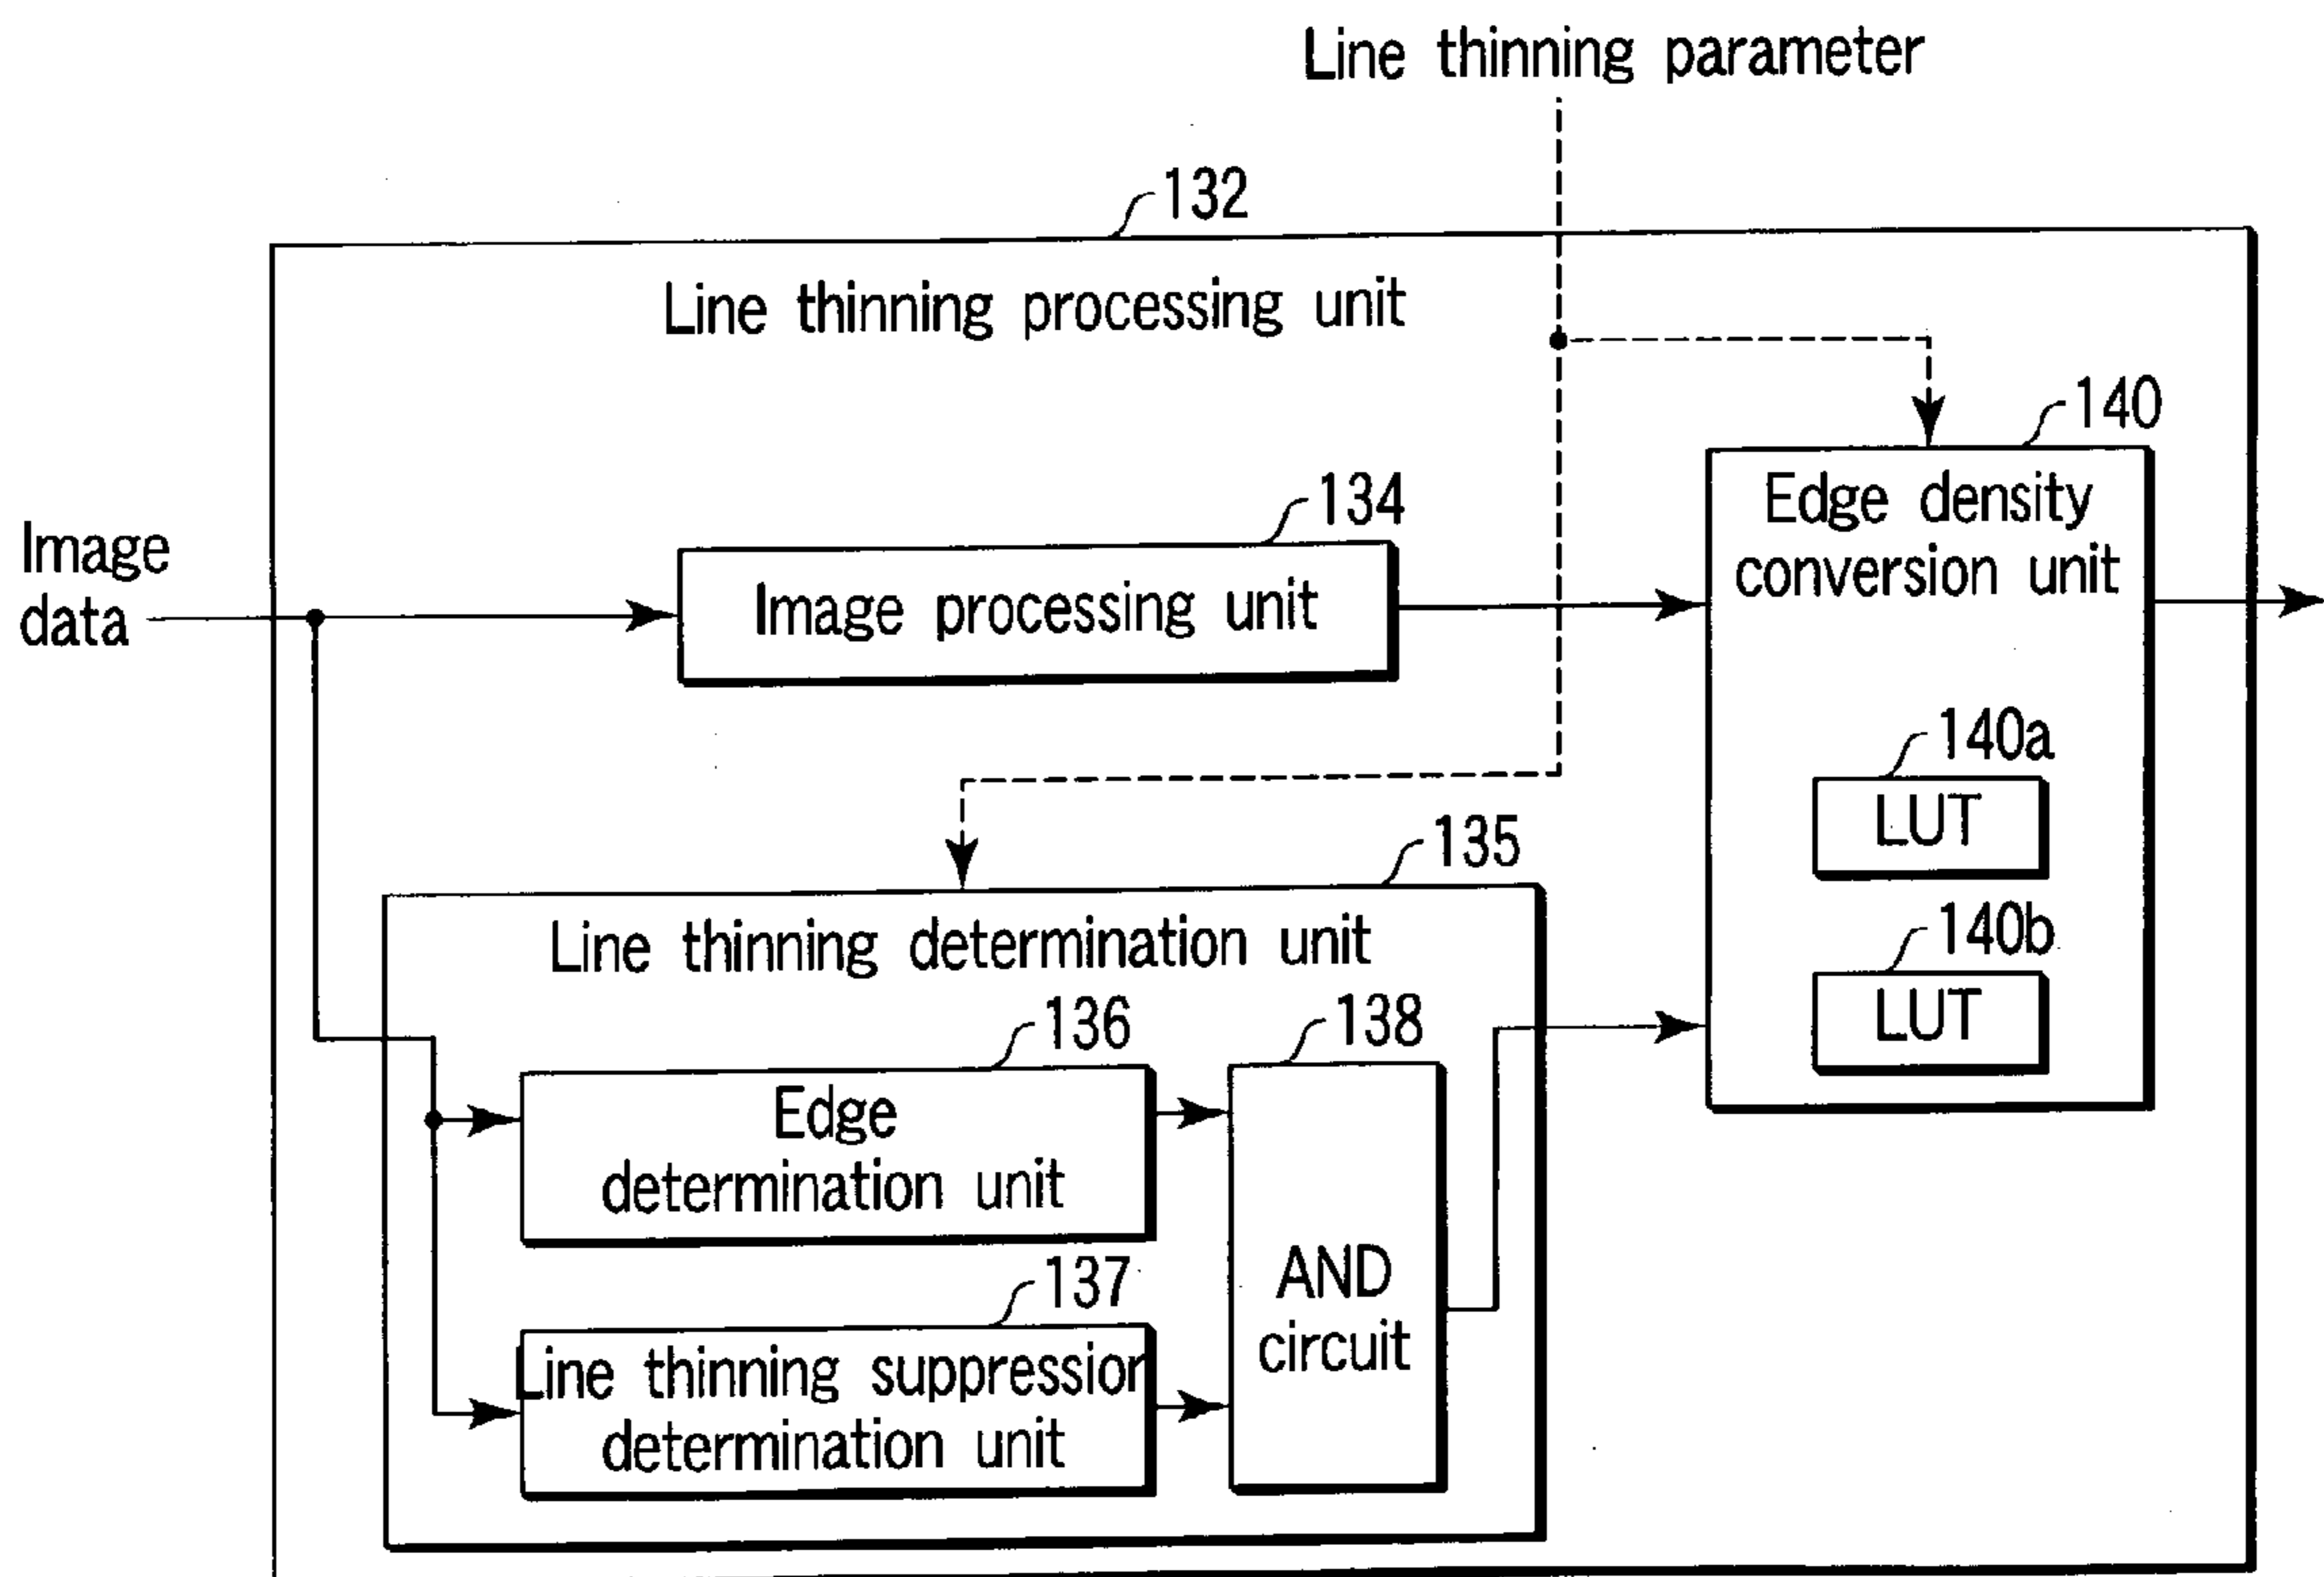 Line thinning parameter
132
Line thinning processing unit
140
Edge density
conversion unit
134
Image
data
Image processing unit
140a
LUT
135
140b
LUT
Line thinning determination unit
136
138
Edge
determination unit
AND
circuit
137
Line thinning suppression
determination unit